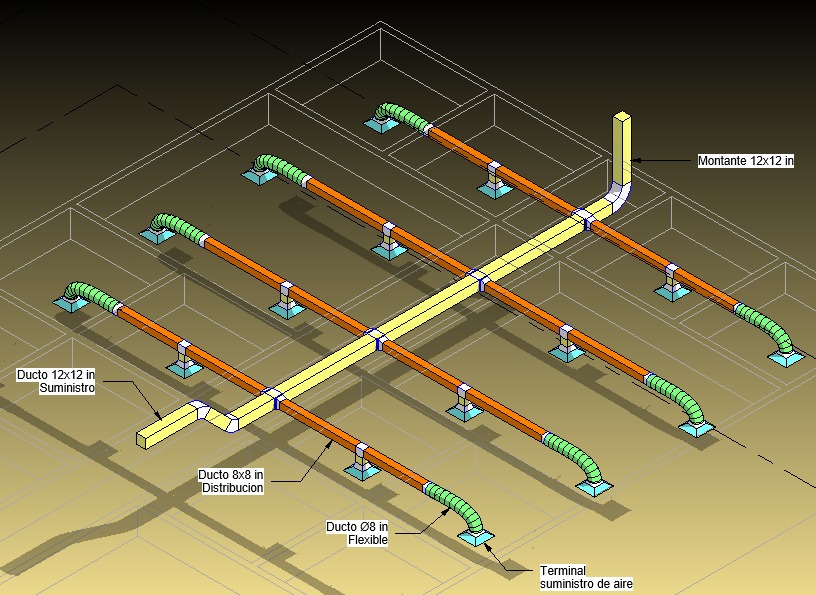 Montante 12x12 in
Ducto 12x12 in
Suministro
Ducto 8x8 in
Distribucion
Ducto Ø8 in
Flexible
Terminal
suministro de aire